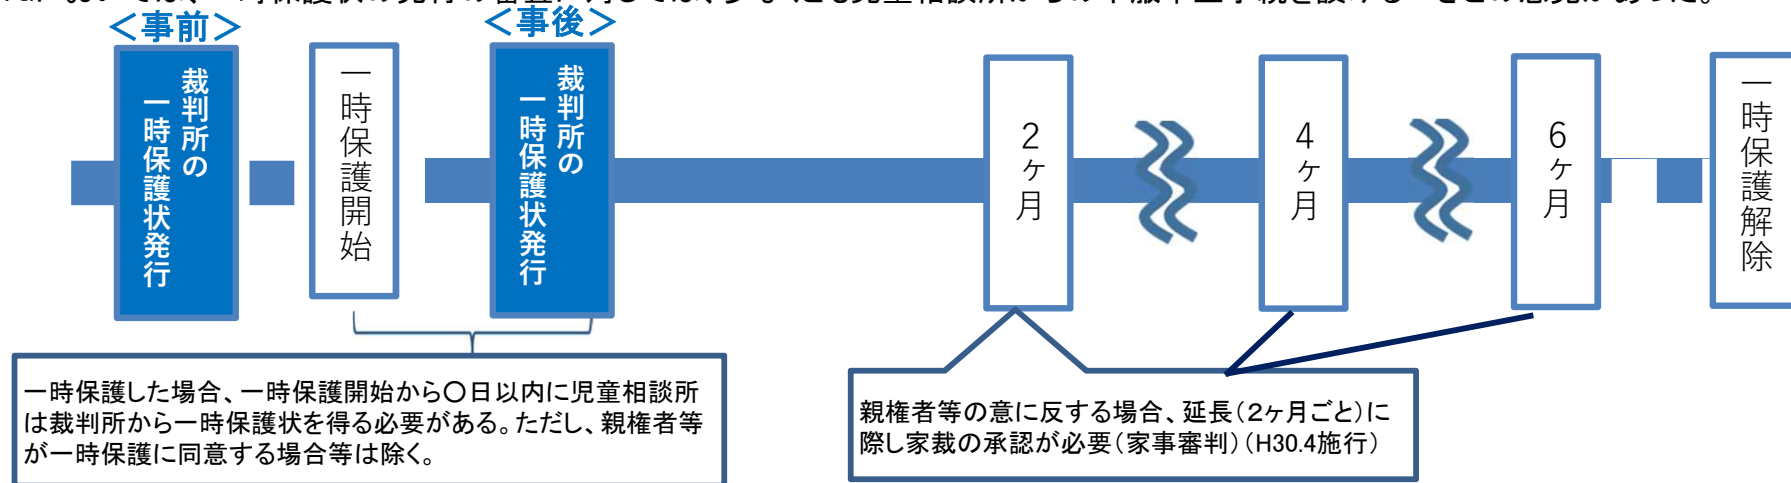 <事前>
<事後>
裁判所の
一時保護状発行
一時保護開始
裁判所の
一時保護状発行
2ヶ月
4ヶ月
6ヶ月
一時保護解除
一時保護した場合、一時保護開始から〇日以内に児童相談所
は裁判所から一時保護状を得る必要がある。ただし、親権者等
が一時保護に同意する場合等は除く。
親権者等の意に反する場合、延長(2ヶ月ごと)に
際し家裁の承認が必要(家事審判)(H30.4施行)